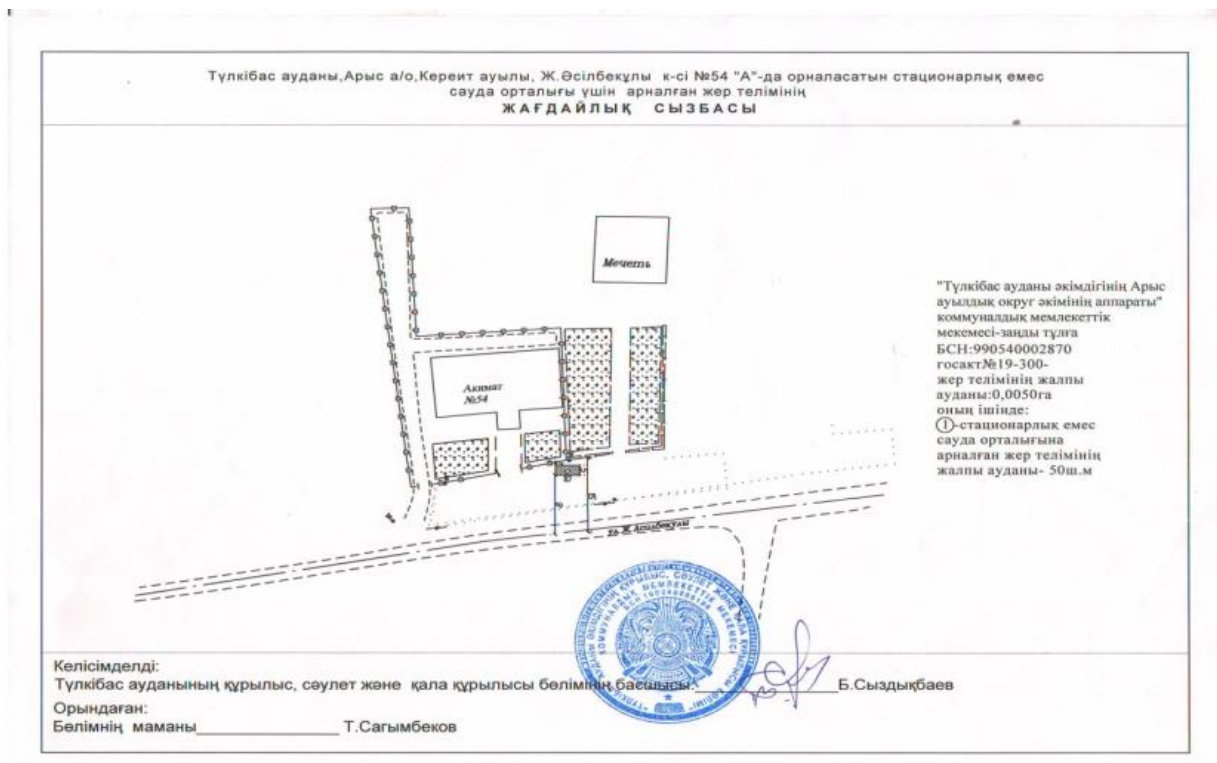 Түлкібас ауданы,Арыс а/о,Кереит ауылы, Ж.Әсілбекұлы к-сі №54 "А"-да орналасатын стационарлық емес
сауда орталығы үшін арналған жер телімінің
ЖАҒДАЙЛЫҚ СЫЗБАСЫ
Мечеть
"Түлкібас ауданы әкімдігінің Арыс
ауылдық округ әкімінің аппараты"
коммуналдық мемлекеттік
мекемесі-заңды тұлға
БСН:990540002870
госакт№19-300-
жер телімінің жалпы
ауданы:0,0050га
оның ішінде:
①-стационарлық емес
сауда орталығына
арналған жер телімінің
жалпы ауданы- 50ш.м
Акимат
№54
ул-Ж.Асилбекулы
Келісімделді:
Түлкібас ауданының құрылыс, сәулет және қала құрылысы бөлімінің басшысы: Б.Сыздықбаев
Орындаған:
Бөлімнің маманы________________ Т.Сагымбеков